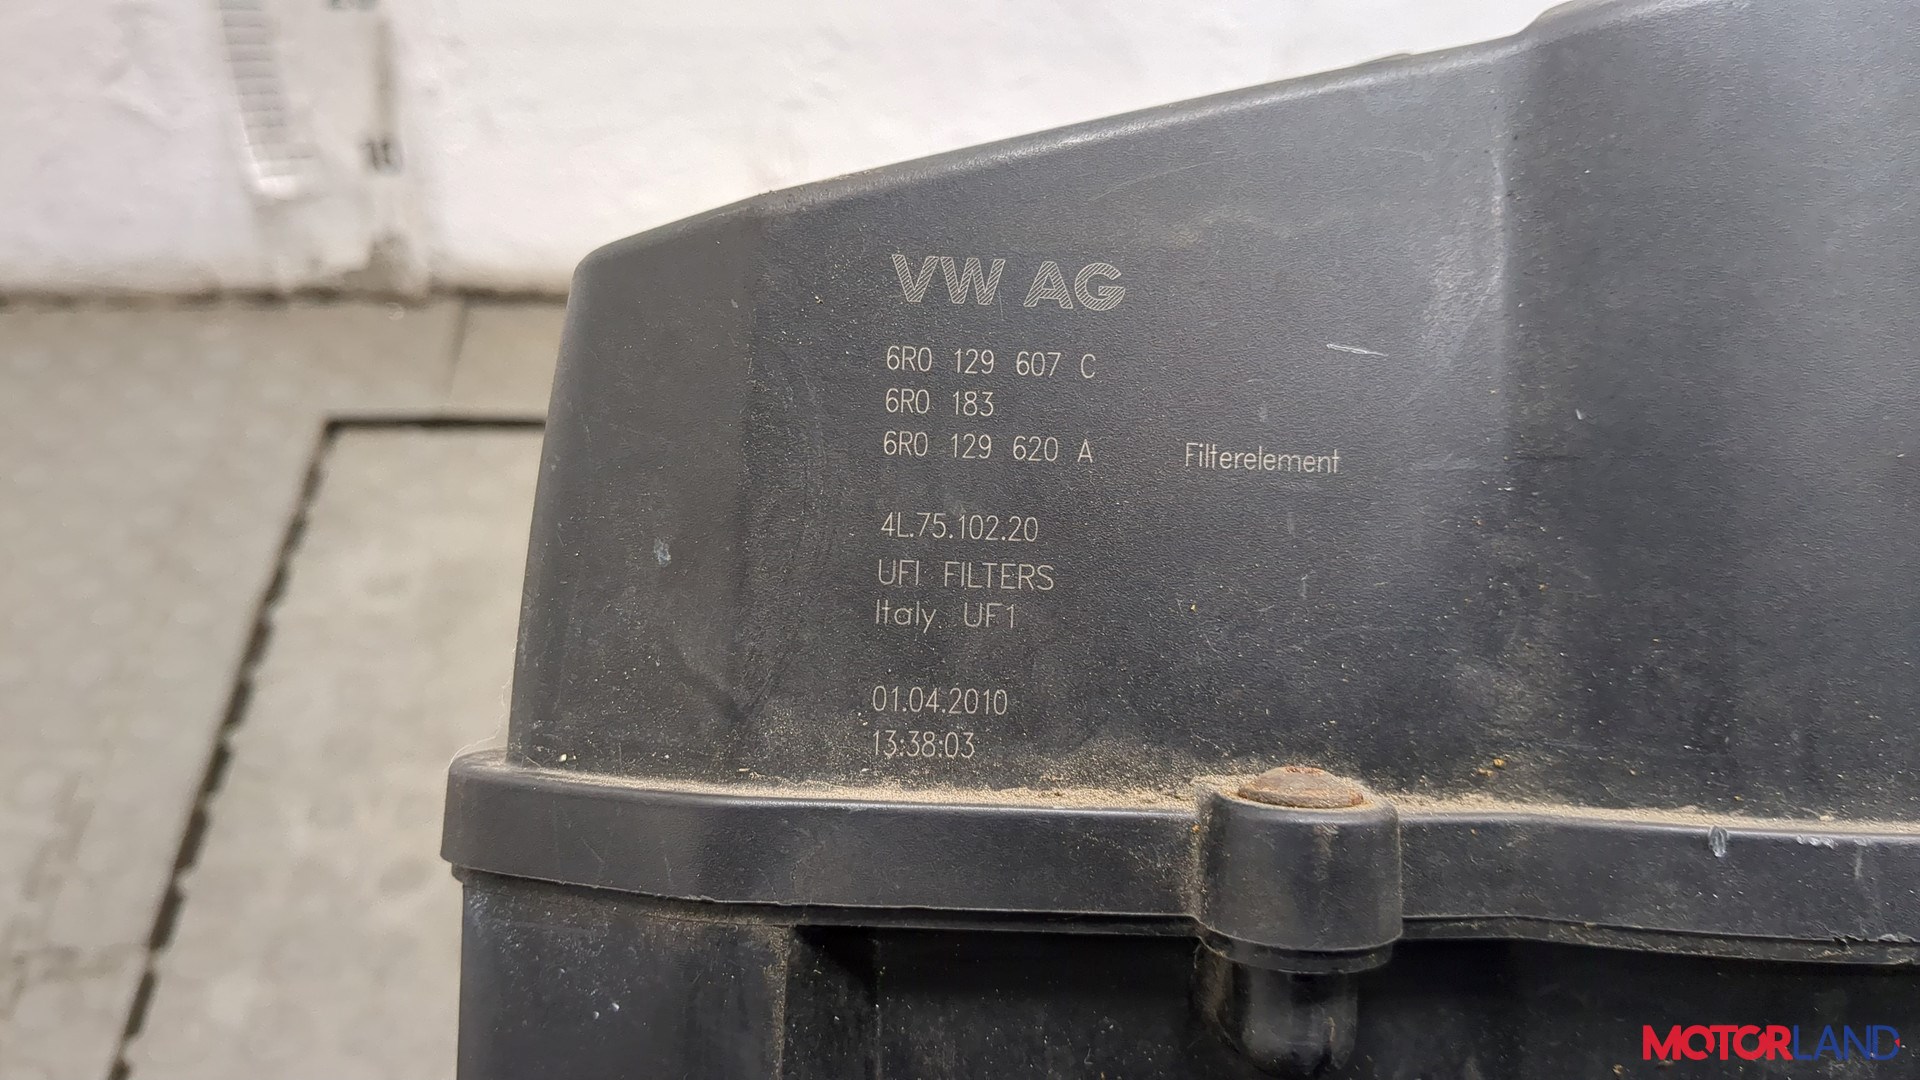 10
VW AG
6R0 129 607 C
6R0 183
6R0 129 620 A Filterelement
4L.75.102.20
UFI FILTERS
Italy, UF1
01.04.2010
13:38:03
MOTORLAND